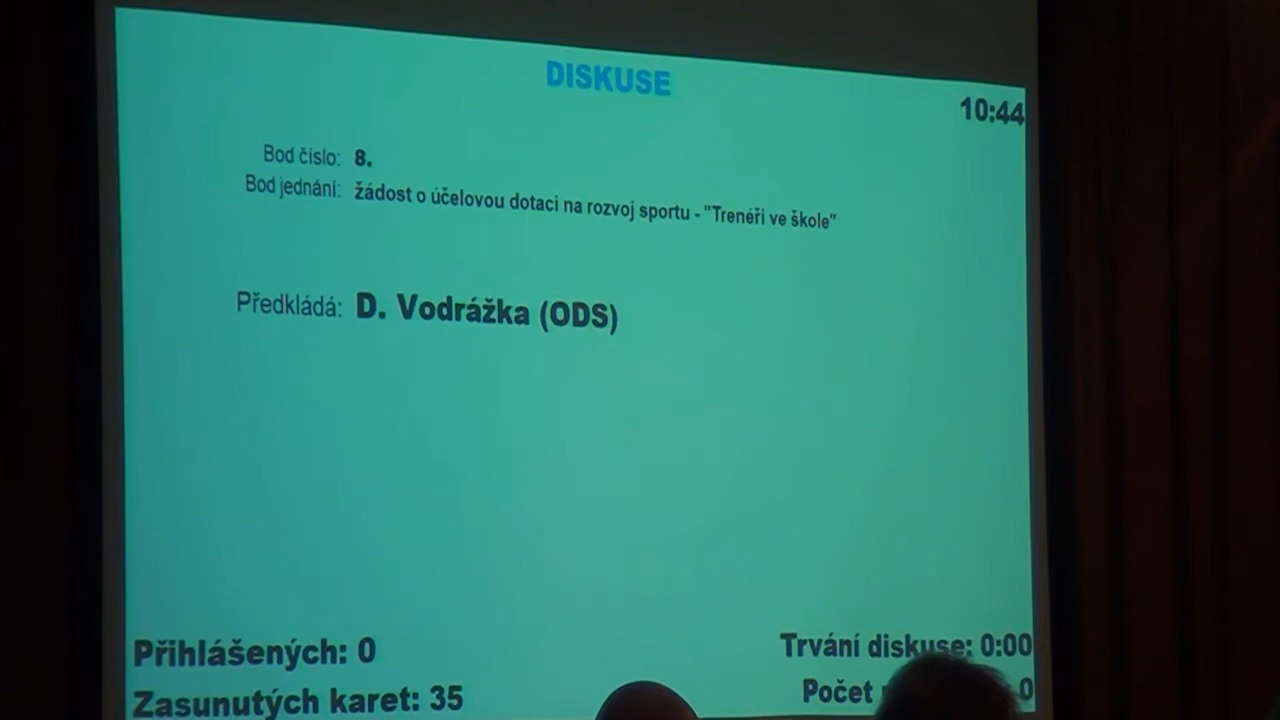 DISKUSE
10:44
Bod číslo: 8.
Bod jednání: žádost o účelovou dotaci na rozvoj sportu - "Trenéři ve škole"
Předkládá: D. Vodrážka (ODS)
Přihlášených: 0
Trvání diskuse: 0:00
Zasunutých karet: 35
Počet 0